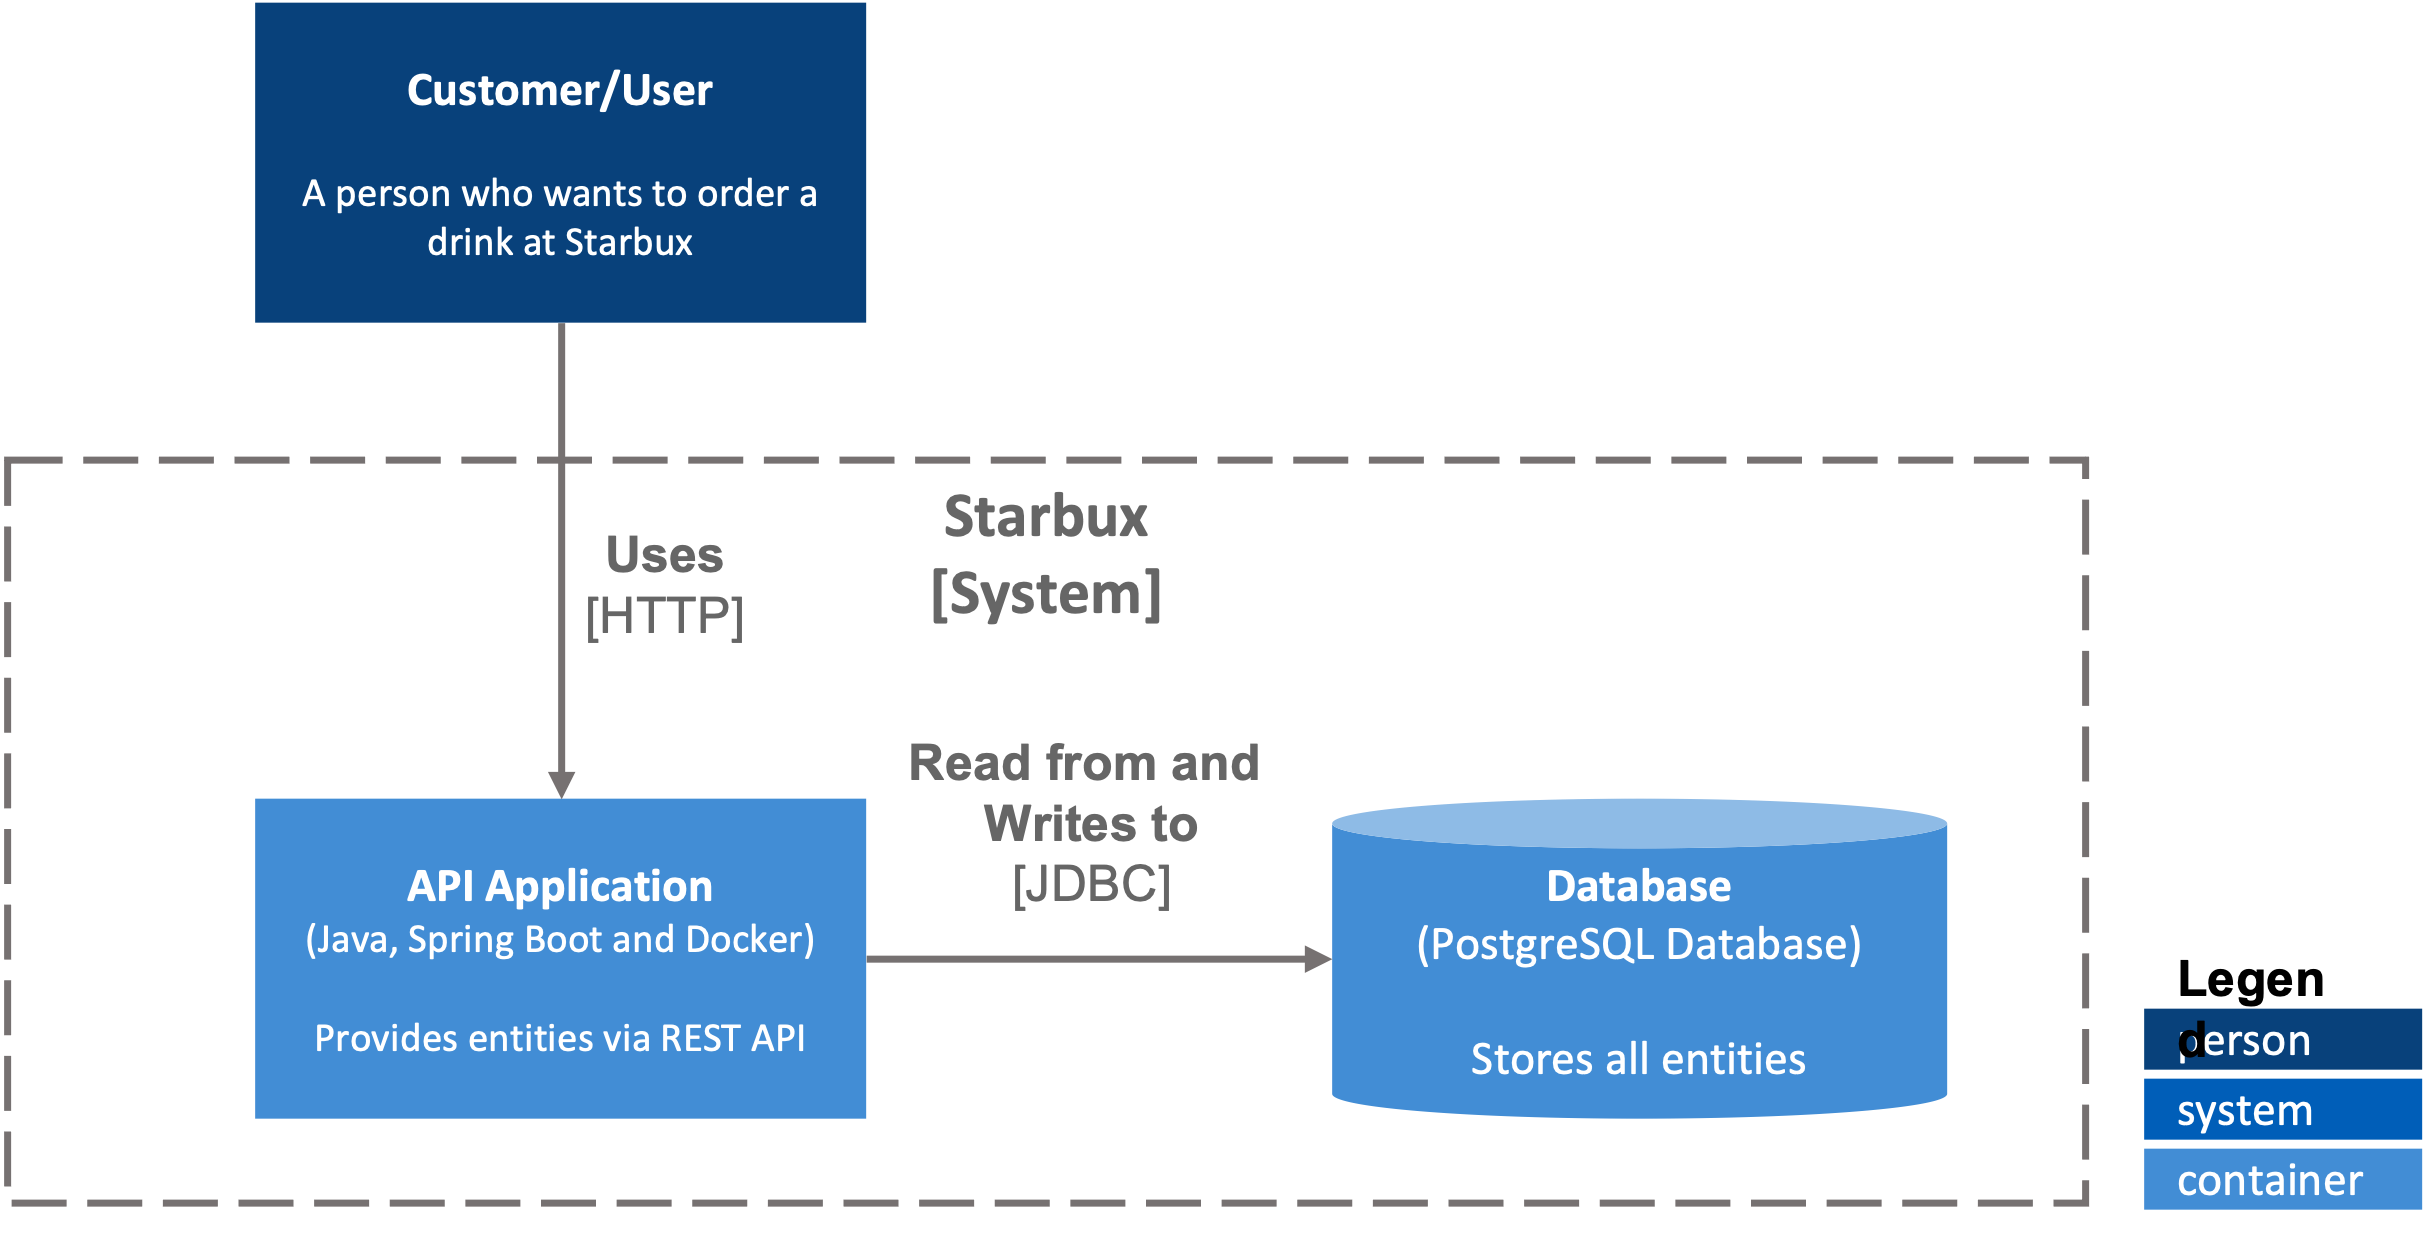 Customer/User
A person who wants to order a
drink at Starbux
Starbux
[System]
Uses
[HTTP]
Read from and
Writes to
[JDBC]
API Application
(Java, Spring Boot and Docker)
Provides entities via REST API
Database
(PostgreSQL Database)
Stores all entities
Legen
d
person
system
container